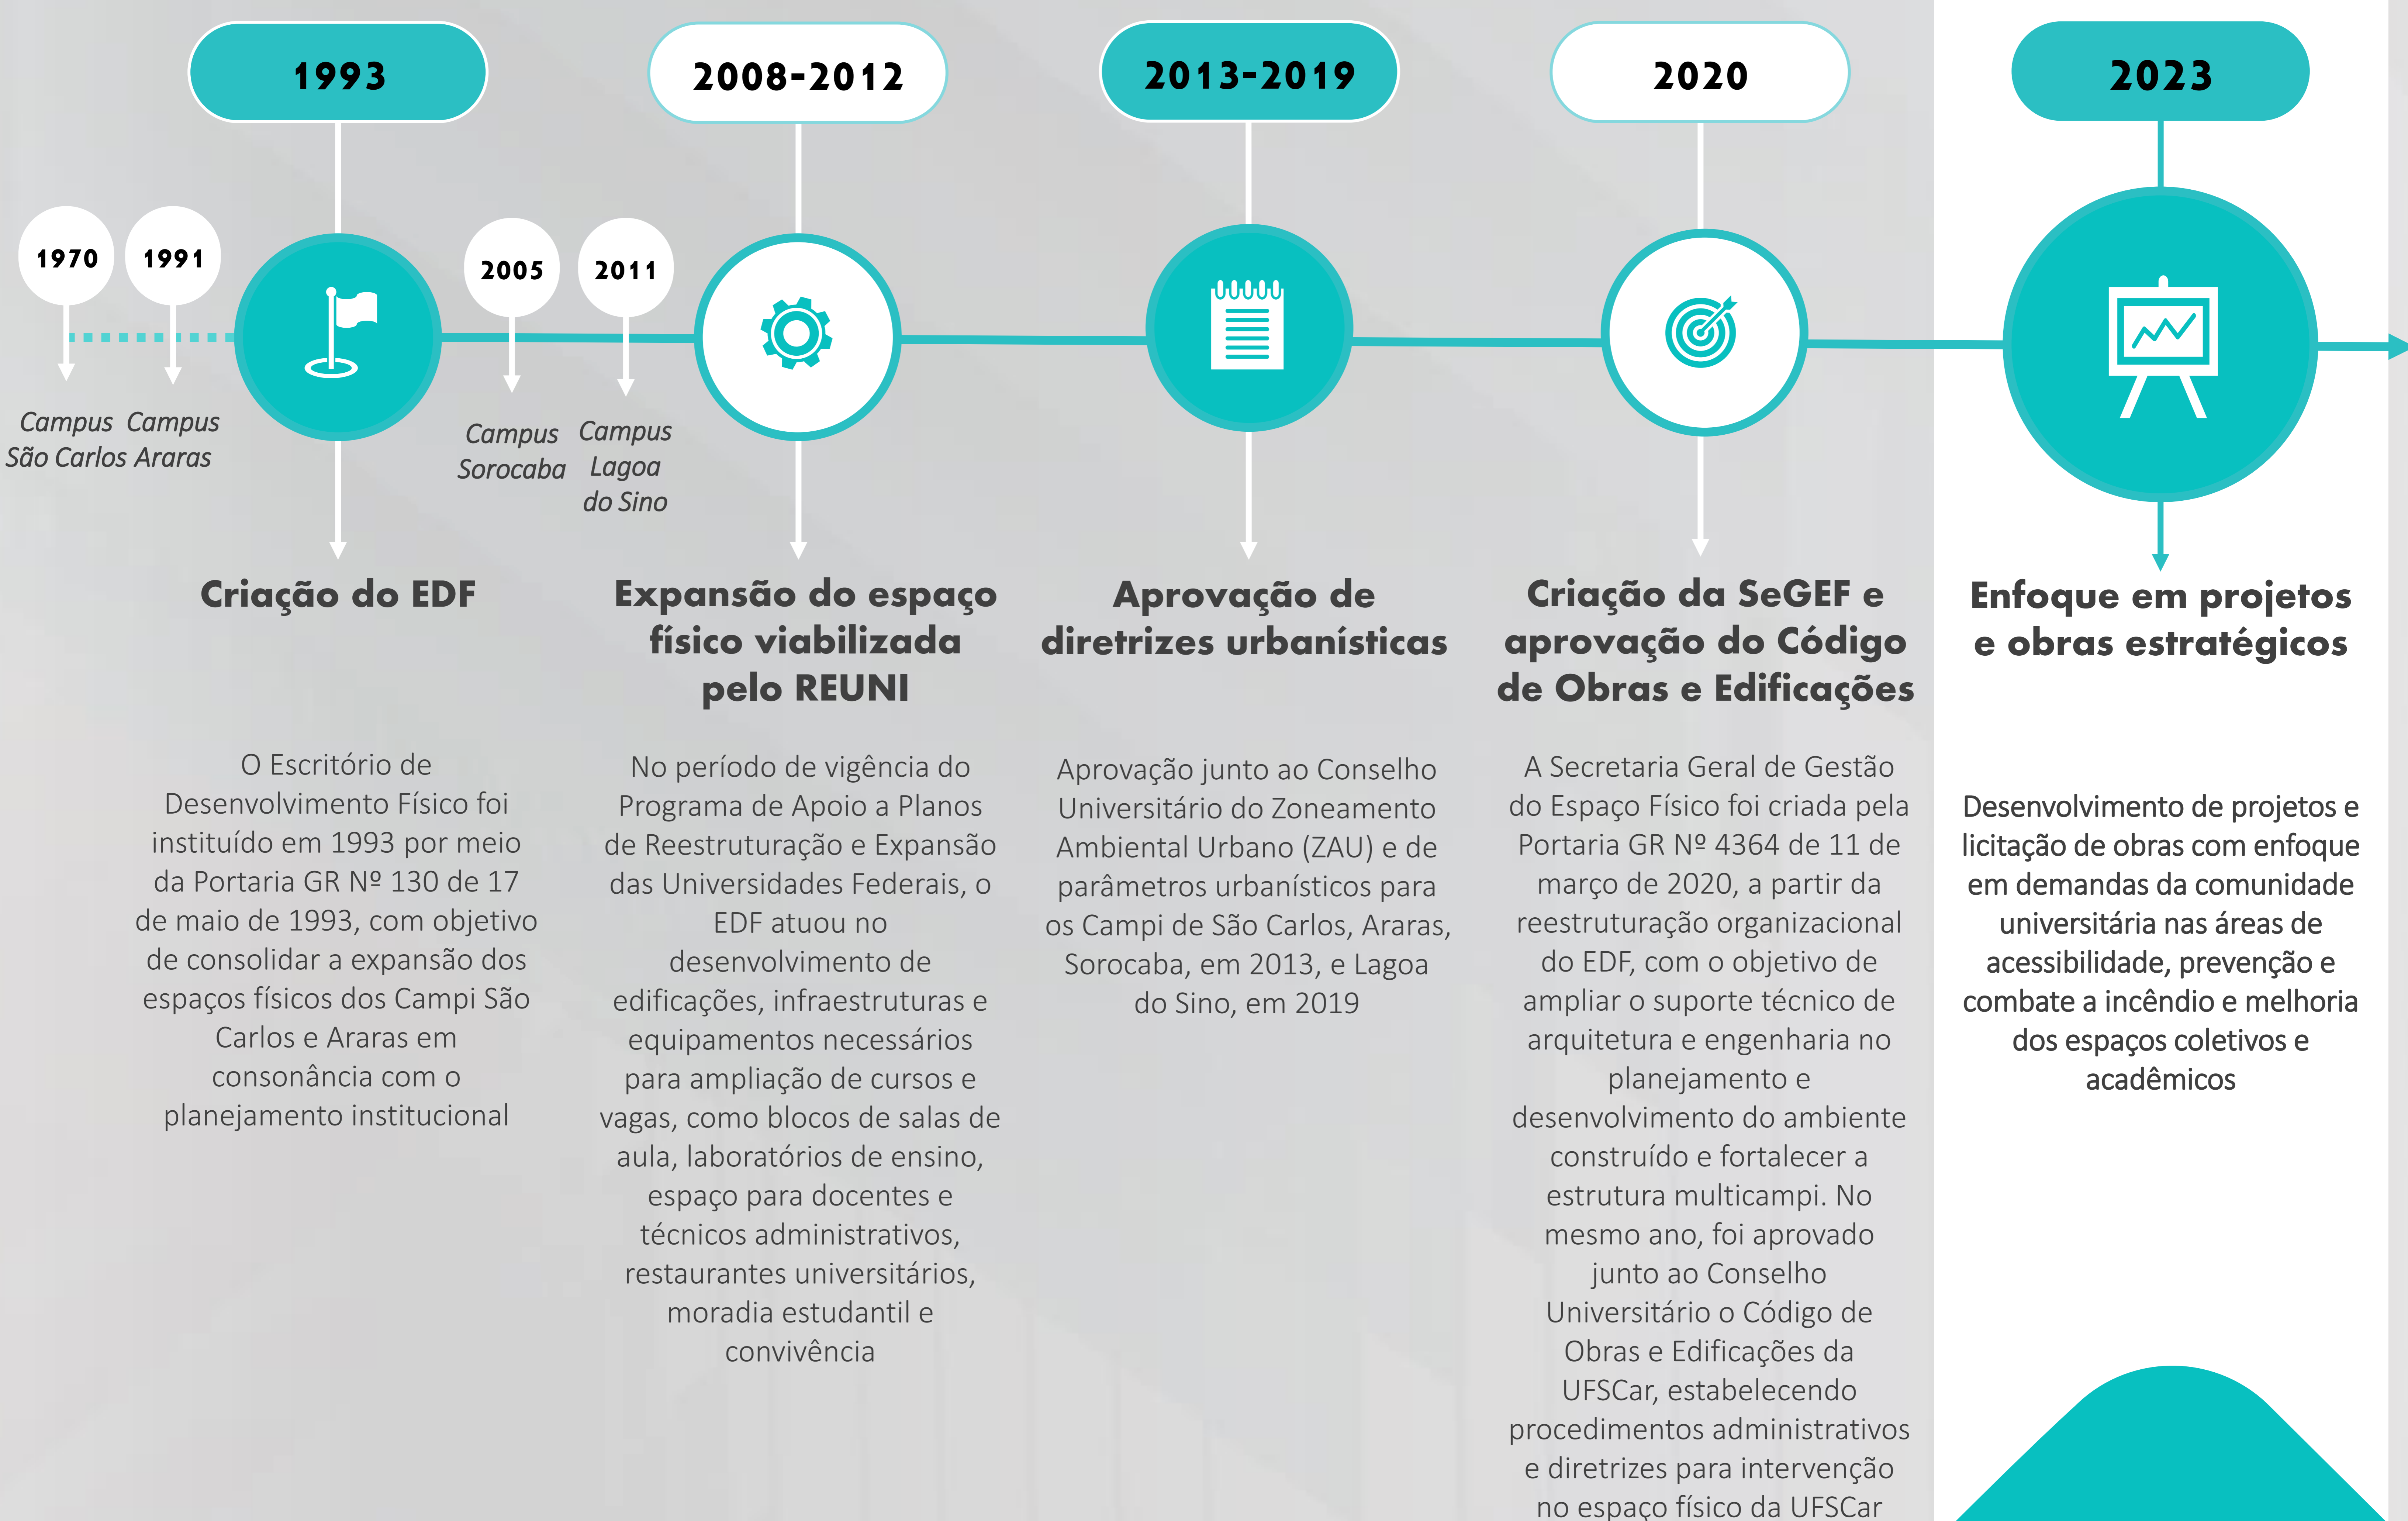 1993
2008-2012
2013-2019
2020
2023
1970
1991
2005
2011
Campus
São Carlos
Campus
Araras
Campus
Sorocaba
Campus
Lagoa
do Sino
Criação do EDF
O Escritório de
Desenvolvimento Físico foi
instituído em 1993 por meio
da Portaria GR Nº 130 de 17
de maio de 1993, com objetivo
de consolidar a expansão dos
espaços físicos dos Campi São
Carlos e Araras em
consonância com o
planejamento institucional
Expansão do espaço
físico viabilizada
pelo REUNI
No período de vigência do
Programa de Apoio a Planos
de Reestruturação e Expansão
das Universidades Federais, o
EDF atuou no
desenvolvimento de
edificações, infraestruturas e
equipamentos necessários
para ampliação de cursos e
vagas, como blocos de salas de
aula, laboratórios de ensino,
espaço para docentes e
técnicos administrativos,
restaurantes universitários,
moradia estudantil e
convivência
Aprovação de
diretrizes urbanísticas
Aprovação junto ao Conselho
Universitário do Zoneamento
Ambiental Urbano (ZAU) e de
parâmetros urbanísticos para
os Campi de São Carlos, Araras,
Sorocaba, em 2013, e Lagoa
do Sino, em 2019
Criação da SeGEF e
aprovação do Código
de Obras e Edificações
A Secretaria Geral de Gestão
do Espaço Físico foi criada pela
Portaria GR Nº 4364 de 11 de
março de 2020, a partir da
reestruturação organizacional
do EDF, com o objetivo de
ampliar o suporte técnico de
arquitetura e engenharia no
planejamento e
desenvolvimento do ambiente
construído e fortalecer a
estrutura multicampi. No
mesmo ano, foi aprovado
junto ao Conselho
Universitário o Código de
Obras e Edificações da
UFSCar, estabelecendo
procedimentos administrativos
e diretrizes para intervenção
no espaço físico da UFSCar
Enfoque em projetos
e obras estratégicos
Desenvolvimento de projetos e
licitação de obras com enfoque
em demandas da comunidade
universitária nas áreas de
acessibilidade, prevenção e
combate a incêndio e melhoria
dos espaços coletivos e
acadêmicos